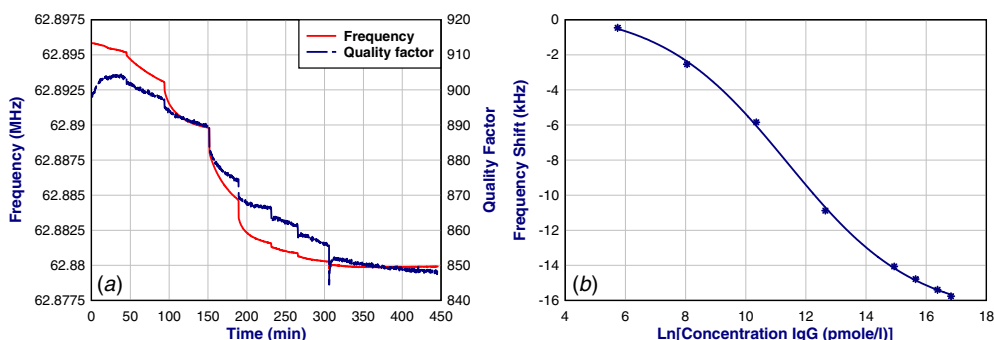 62.8975
62.895
62.8925
62.89
62.8875
62.885
62.8825
62.88
62.8775
Frequency (MHz)
920
910
900
890
880
870
860
850
840
Quality Factor
Frequency
Quality factor
(a)
0 50 100 150 200 250 300 350 400 450
Time (min)
0
-2
-4
-6
-8
-10
-12
-14
-16
Frequency Shift (kHz)
(b)
4 6 8 10 12 14 16 18
Ln[Concentration IgG (pmole/l)]